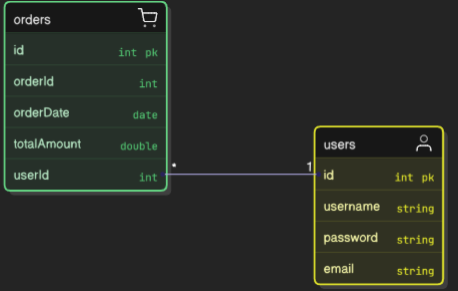 orders
id int pk
orderId int
orderDate date
totalAmount double
userId int
* 1
users
id int pk
username string
password string
email string